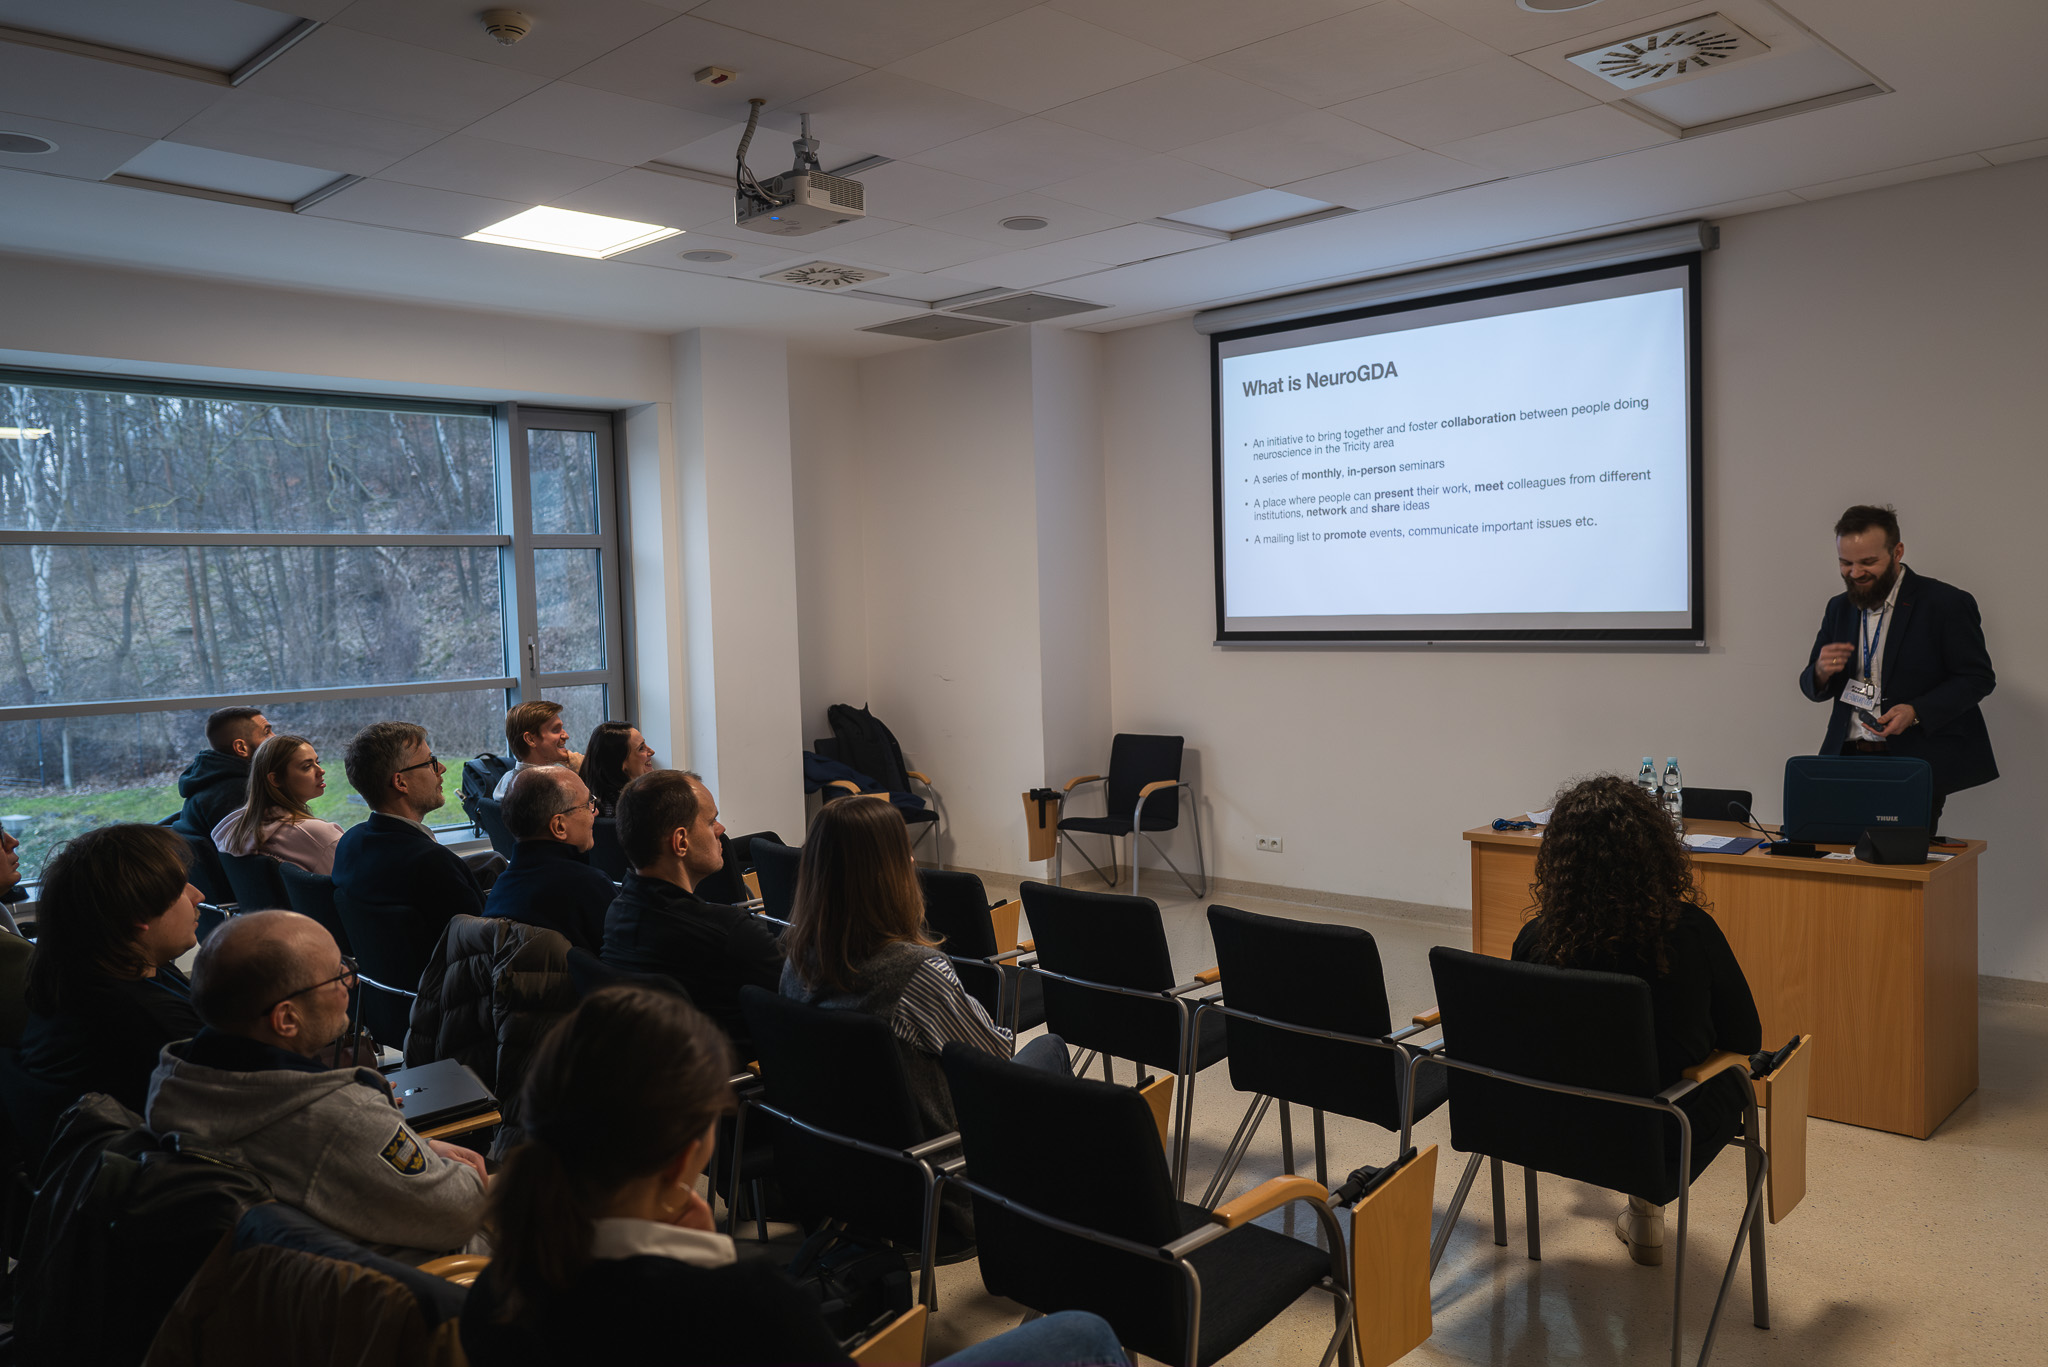 What is NeuroGDA
• An initiative to bring together and foster collaboration between people doing
neuroscience in the Tricity area
• A series of monthly, in-person seminars
• A place where people can present their work, meet colleagues from different
institutions, network and share ideas
• A mailing list to promote events, communicate important issues etc.
THULE